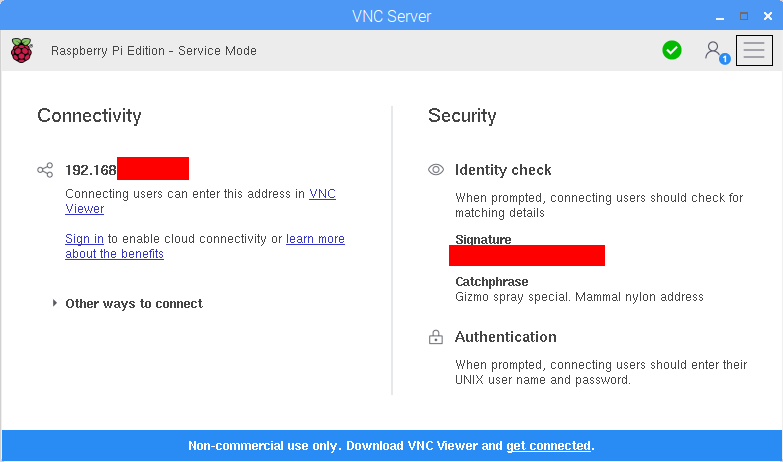 VNC Server
Raspberry Pi Edition - Service Mode
1
Connectivity
192.168
Connecting users can enter this address in VNC
Viewer
Sign in to enable cloud connectivity or learn more
about the benefits
Other ways to connect
Security
Identity check
When prompted, connecting users should check for
matching details
Signature
Catchphrase
Gizmo spray special. Mammal nylon address
Authentication
When prompted, connecting users should enter their
UNIX user name and password.
Non-commercial use only. Download VNC Viewer and get connected.